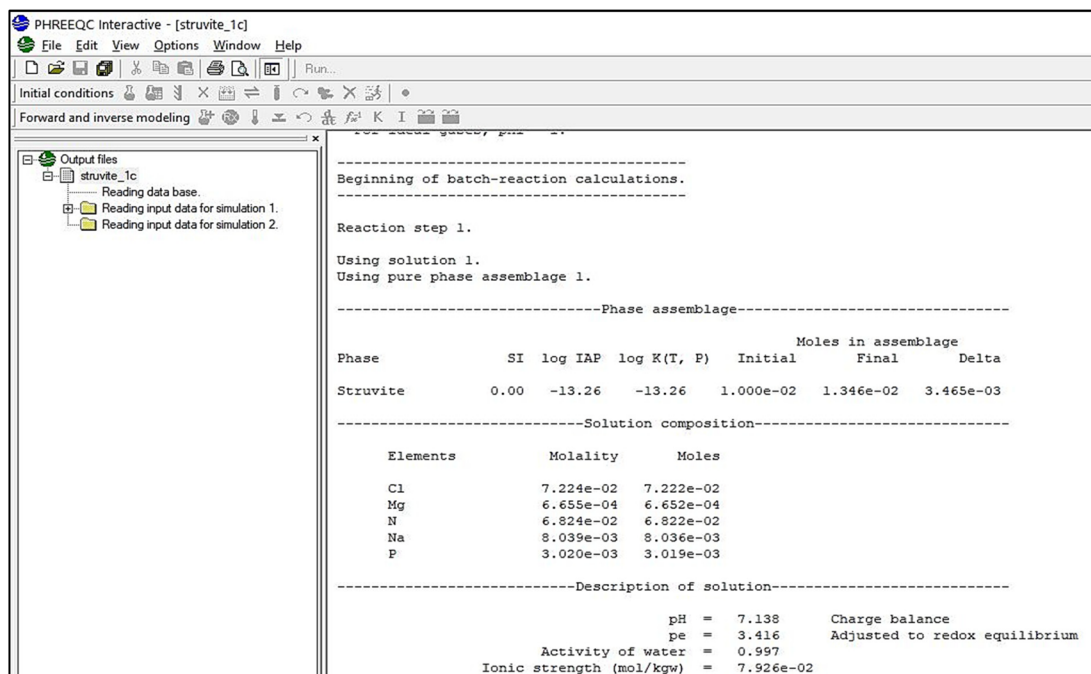 PHREEQC Interactive - [struvite_1c]
File Edit View Options Window Help
Run...
Initial conditions
Forward and inverse modeling
Output files
struvite_1c
Reading data base.
Reading input data for simulation 1.
Reading input data for simulation 2.
For ideal gases, phi = 1.
------------------------------------------
Beginning of batch-reaction calculations.
------------------------------------------
Reaction step 1.
Using solution 1.
Using pure phase assemblage 1.
-------------------------------Phase assemblage--------------------------------
Moles in assemblage
Phase SI log IAP log K(T, P) Initial Final Delta
Struvite 0.00 -13.26 -13.26 1.000e-02 1.346e-02 3.465e-03
-----------------------------Solution composition------------------------------
Elements Molality Moles
Cl 7.224e-02 7.222e-02
Mg 6.655e-04 6.652e-04
N 6.824e-02 6.822e-02
Na 8.039e-03 8.036e-03
P 3.020e-03 3.019e-03
----------------------------Description of solution----------------------------
pH = 7.138 Charge balance
pe = 3.416 Adjusted to redox equilibrium
Activity of water = 0.997
Ionic strength (mol/kgw) = 7.926e-02